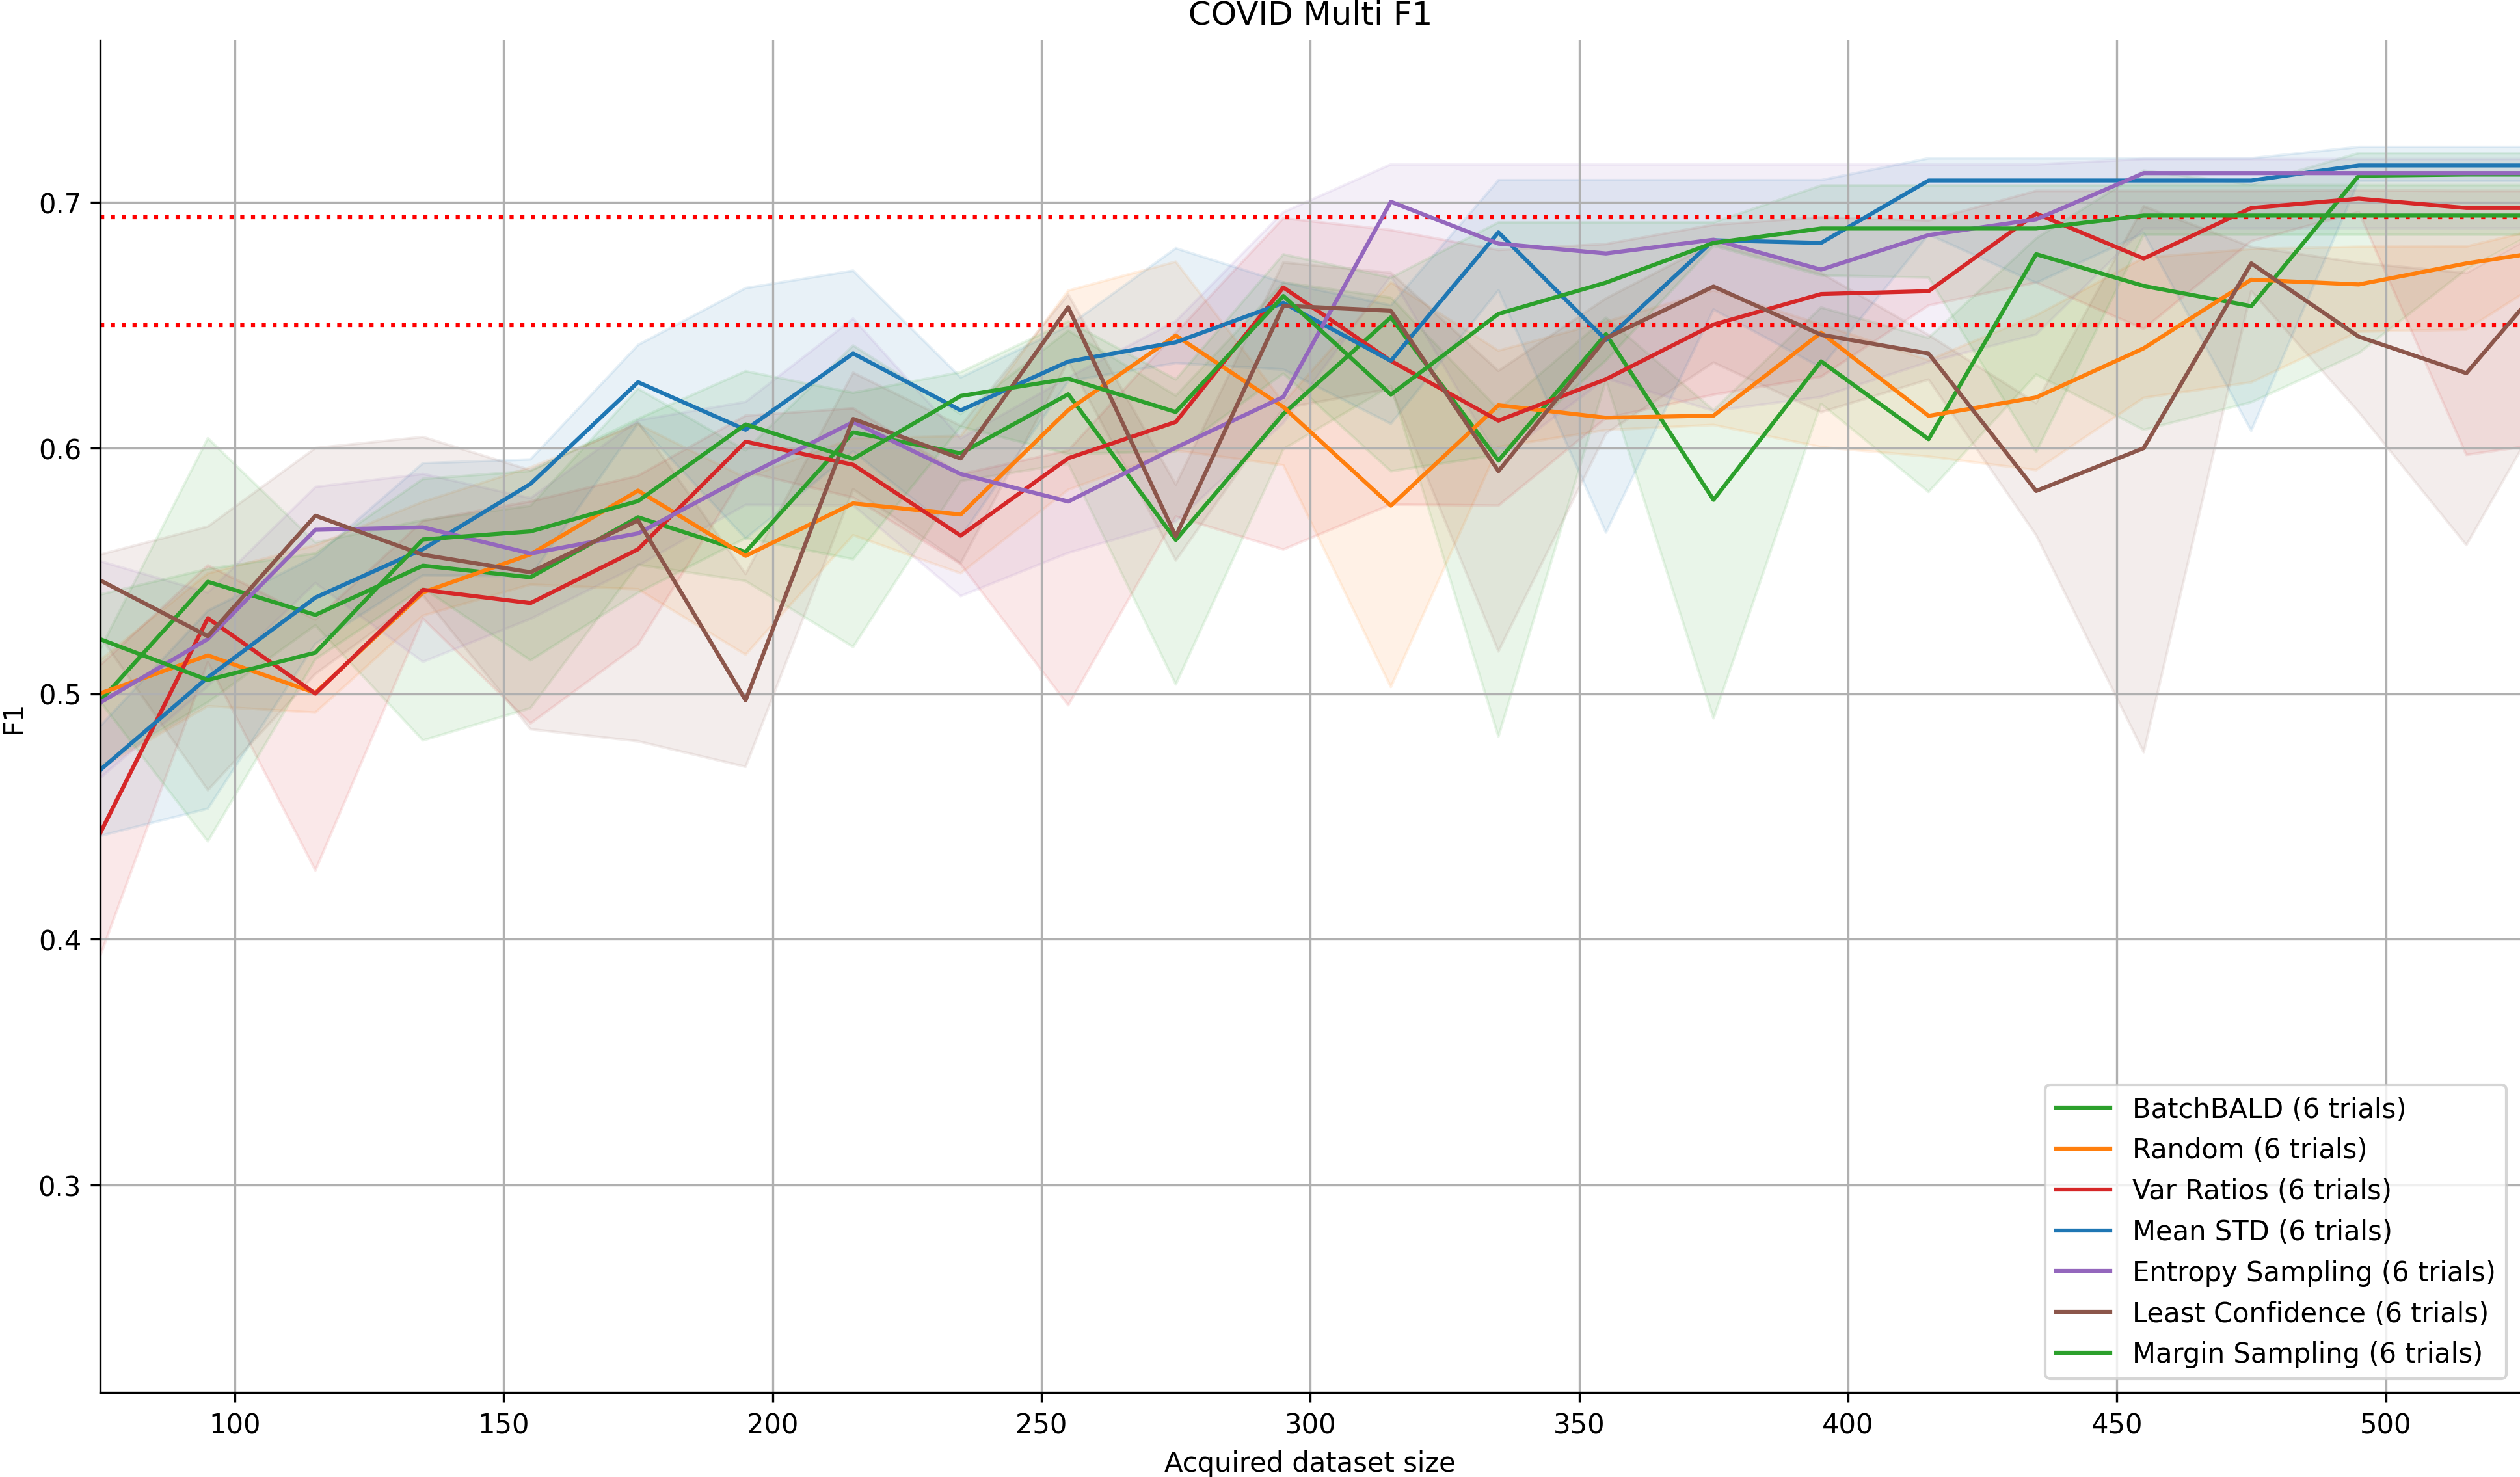 COVID Multi F1
0.7
0.6
0.5
0.4
0.3
F1
100 150 200 250 300 350 400 450 500
Acquired dataset size
BatchBALD (6 trials)
Random (6 trials)
Var Ratios (6 trials)
Mean STD (6 trials)
Entropy Sampling (6 trials)
Least Confidence (6 trials)
Margin Sampling (6 trials)